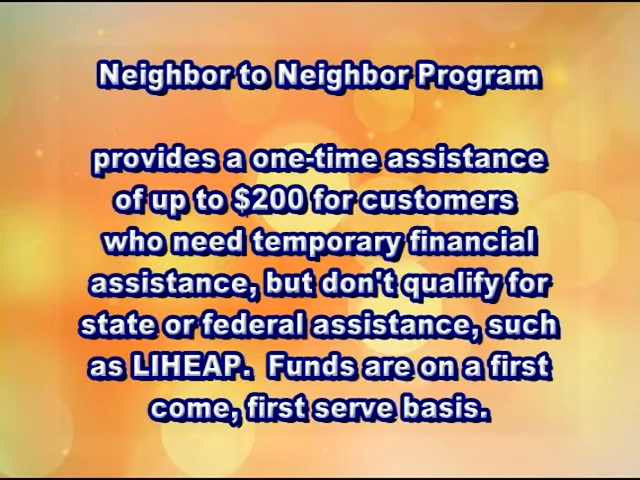 Neighbor to Neighbor Program
provides a one-time assistance
of up to $200 for customers
who need temporary financial
assistance, but don't qualify for
state or federal assistance, such
as LIHEAP.  Funds are on a first
come, first serve basis.